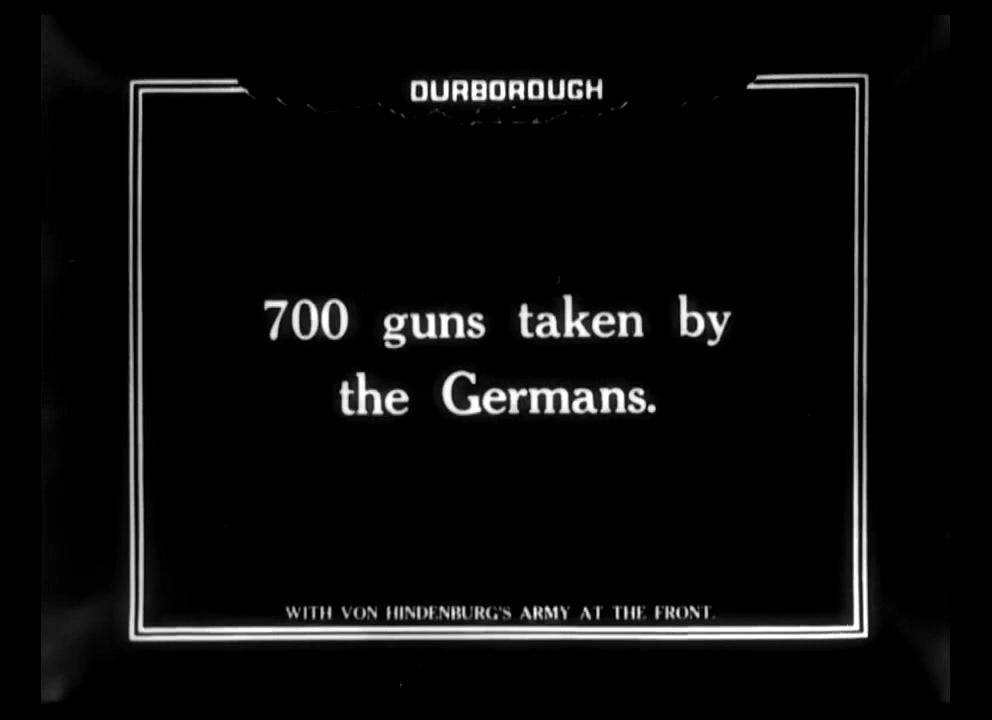 DURBOROUGH
700 guns taken by
the Germans.
WITH VON HINDENBURG'S ARMY AT THE FRONT.